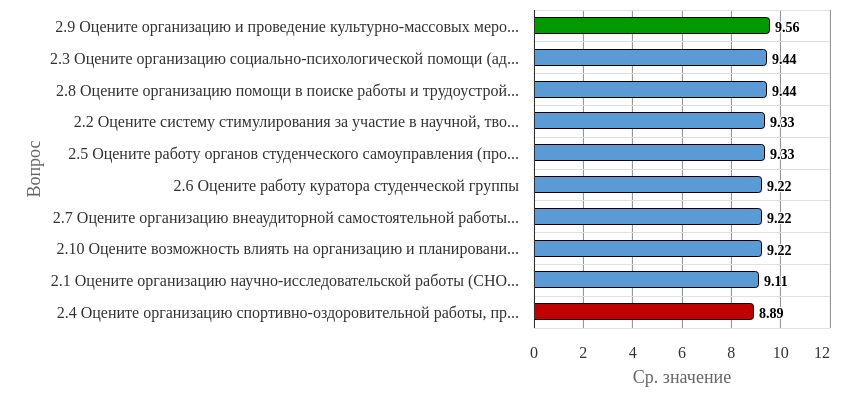 2.9 Оцените организацию и проведение культурно-массовых меро... 9.56
2.3 Оцените организацию социально-психологической помощи (ад... 9.44
2.8 Оцените организацию помощи в поиске работы и трудоустрой... 9.44
2.2 Оцените систему стимулирования за участие в научной, тво... 9.33
2.5 Оцените работу органов студенческого самоуправления (про... 9.33
2.6 Оцените работу куратора студенческой группы 9.22
2.7 Оцените организацию внеаудиторной самостоятельной работы... 9.22
2.10 Оцените возможность влиять на организацию и планировани... 9.22
2.1 Оцените организацию научно-исследовательской работы (СНО... 9.11
2.4 Оцените организацию спортивно-оздоровительной работы, пр... 8.89
Вопрос
0 2 4 6 8 10 12
Ср. значение